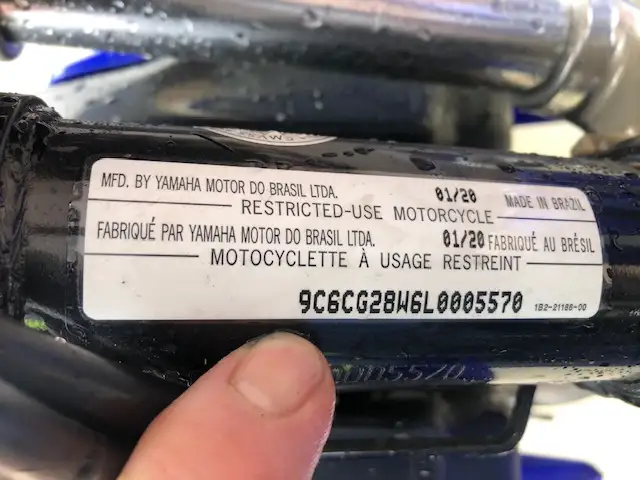 MFD. BY YAMAHA MOTOR DO BRASIL LTDA. 01/20 MADE IN BRAZIL
RESTRICTED-USE MOTORCYCLE
FABRIQUÉ PAR YAMAHA MOTOR DO BRASIL LTDA. 01/20 FABRIQUÉ AU BRÉSIL
MOTOCYCLETTE À USAGE RESTREINT
9C6CG28W6L0005570 1B2-21188-00